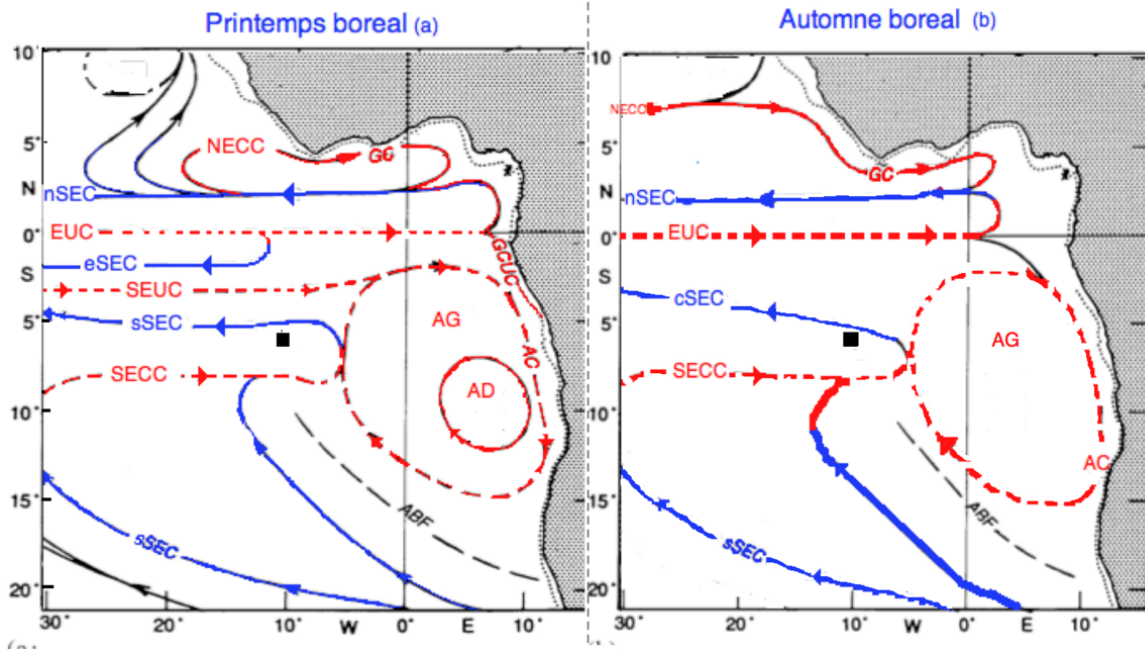 Printemps boreal (a)
10°
NECC
GC
5°
N
nSEC
EUC
0°
eSEC
GCUC
S
SEUC
sSEC
5°
AG
AC
SECC
AD
10°
15°
ABF
sSEC
20°
30°
20°
10°
W
0°
E
10°
Automne boreal (b)
10°
NECC
5°
GC
N
nSEC
EUC
0°
S
cSEC
5°
AG
SECC
10°
AC
15°
ABF
sSEC
20°
30°
20°
10°
W
0°
E
10°